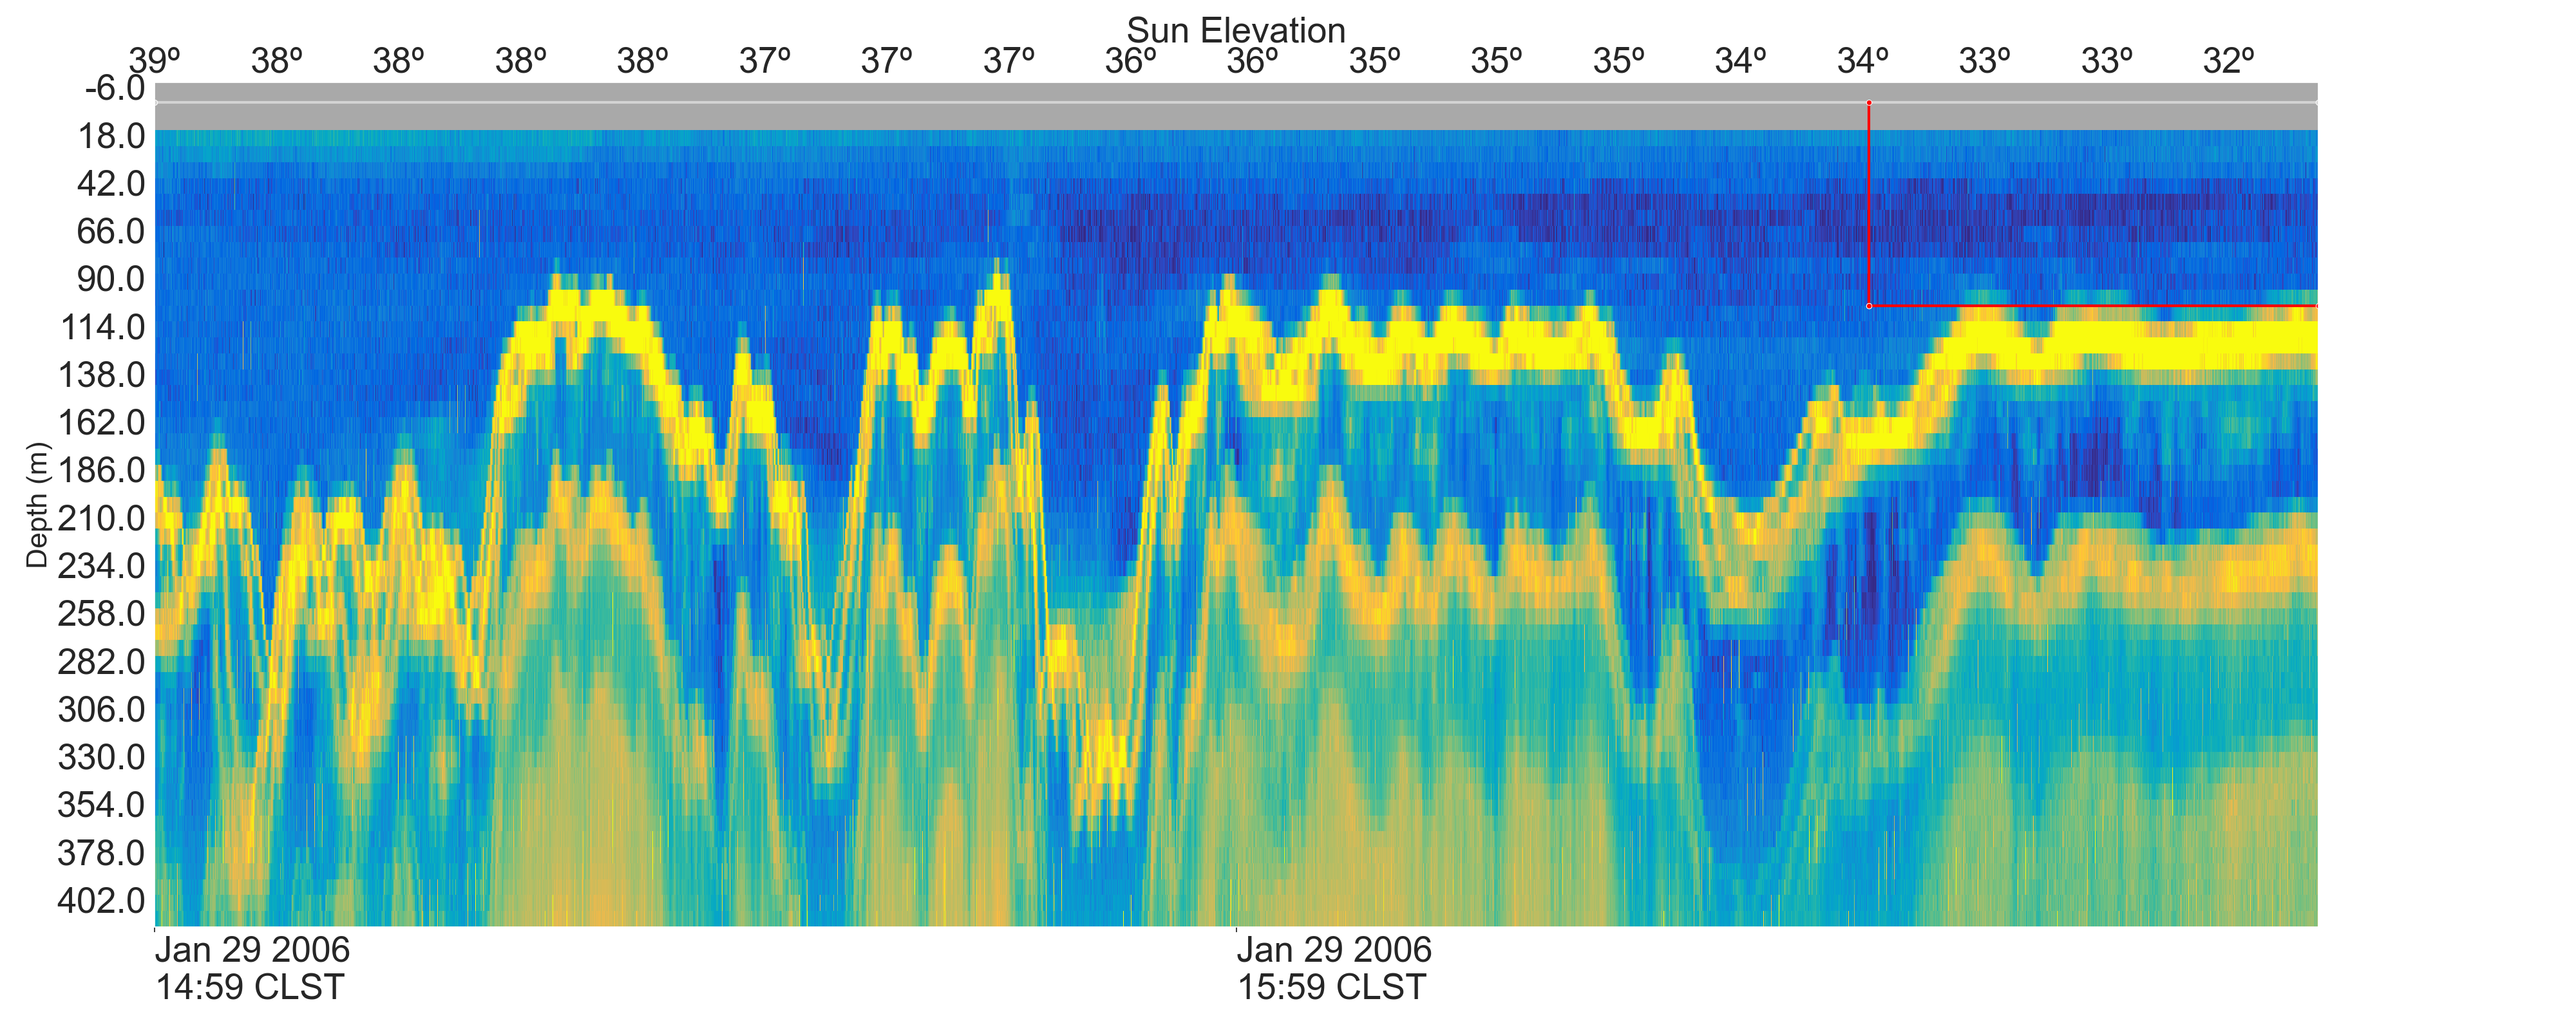 Sun Elevation
39º 38º 38º 38º 38º 37º 37º 37º 36º 36º 35º 35º 35º 34º 34º 33º 33º 32º
-6.0
18.0
42.0
66.0
90.0
114.0
138.0
162.0
186.0
210.0
234.0
258.0
282.0
306.0
330.0
354.0
378.0
402.0
Depth (m)
Jan 29 2006
14:59 CLST
Jan 29 2006
15:59 CLST